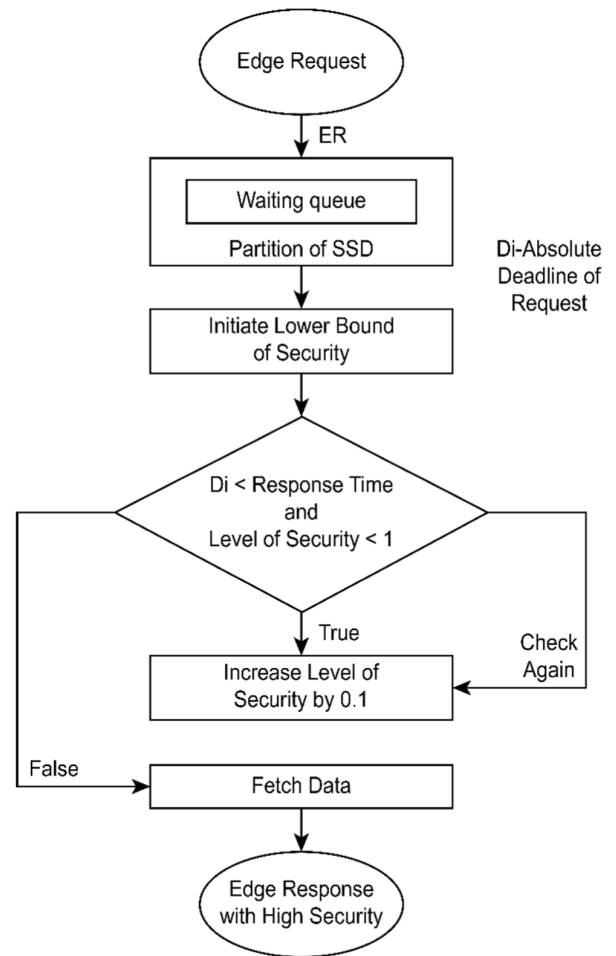 Edge Request
ER
Waiting queue
Partition of SSD
Di-Absolute
Deadline of
Request
Initiate Lower Bound
of Security
Di < Response Time
and
Level of Security < 1
True
Check
Again
Increase Level of
Security by 0.1
False
Fetch Data
Edge Response
with High Security